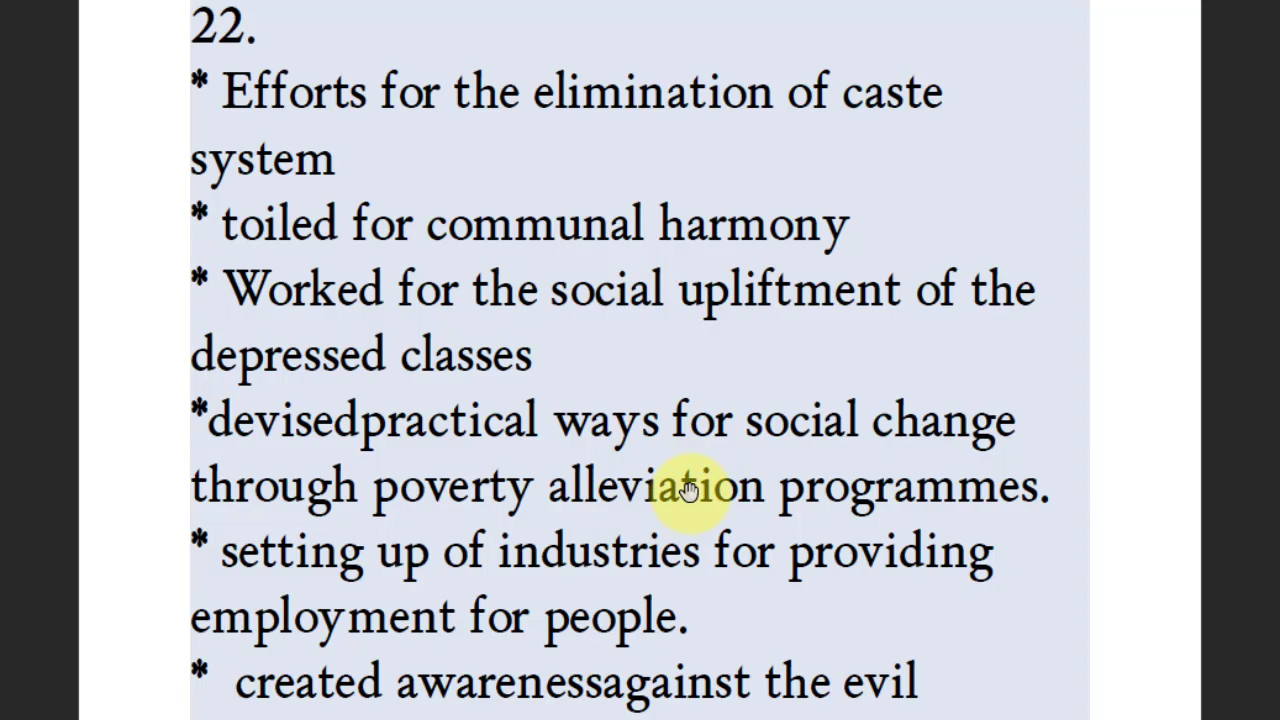 22.
* Efforts for the elimination of caste
system
* toiled for communal harmony
* Worked for the social upliftment of the
depressed classes
*devisedpractical ways for social change
through poverty alleviation programmes.
* setting up of industries for providing
employment for people.
* created awarenessagainst the evil